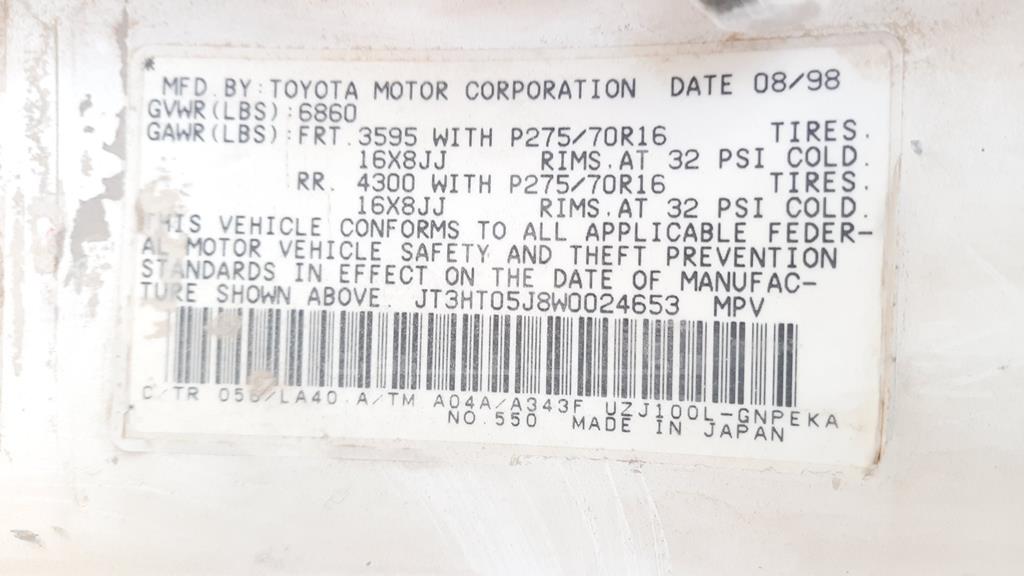 MFD. BY: TOYOTA MOTOR CORPORATION DATE 08/98
GVWR(LBS): 6860
GAWR(LBS): FRT. 3595 WITH P275/70R16 TIRES.
16X8JJ RIMS. AT 32 PSI COLD.
RR. 4300 WITH P275/70R16 TIRES.
16X8JJ RIMS. AT 32 PSI COLD.
THIS VEHICLE CONFORMS TO ALL APPLICABLE FEDER-
AL MOTOR VEHICLE SAFETY AND THEFT PREVENTION
STANDARDS IN EFFECT ON THE DATE OF MANUFAC-
TURE SHOWN ABOVE. JT3HT05J8W0024653 MPV
C/TR 056/LA40 A/TM A04A/A343F UZJ100L-GNPEKA
NO. 550 MADE IN JAPAN